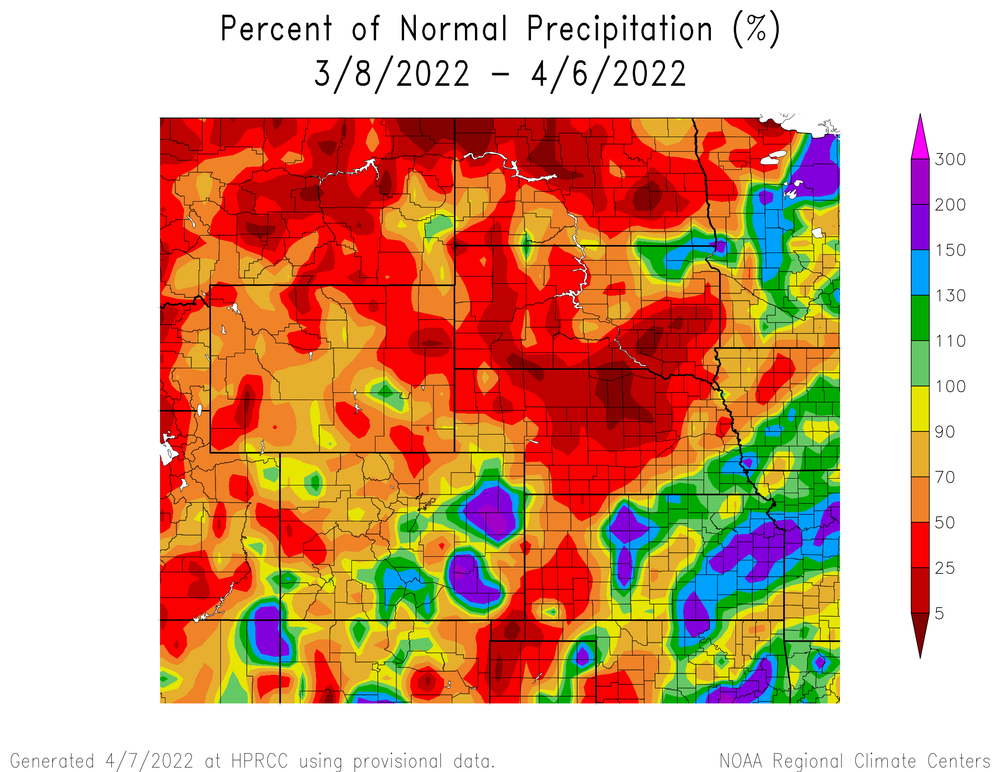 Percent of Normal Precipitation (%)
3/8/2022 – 4/6/2022
300
200
150
130
110
100
90
70
50
25
5
Generated 4/7/2022 at HPRCC using provisional data.
NOAA Regional Climate Centers